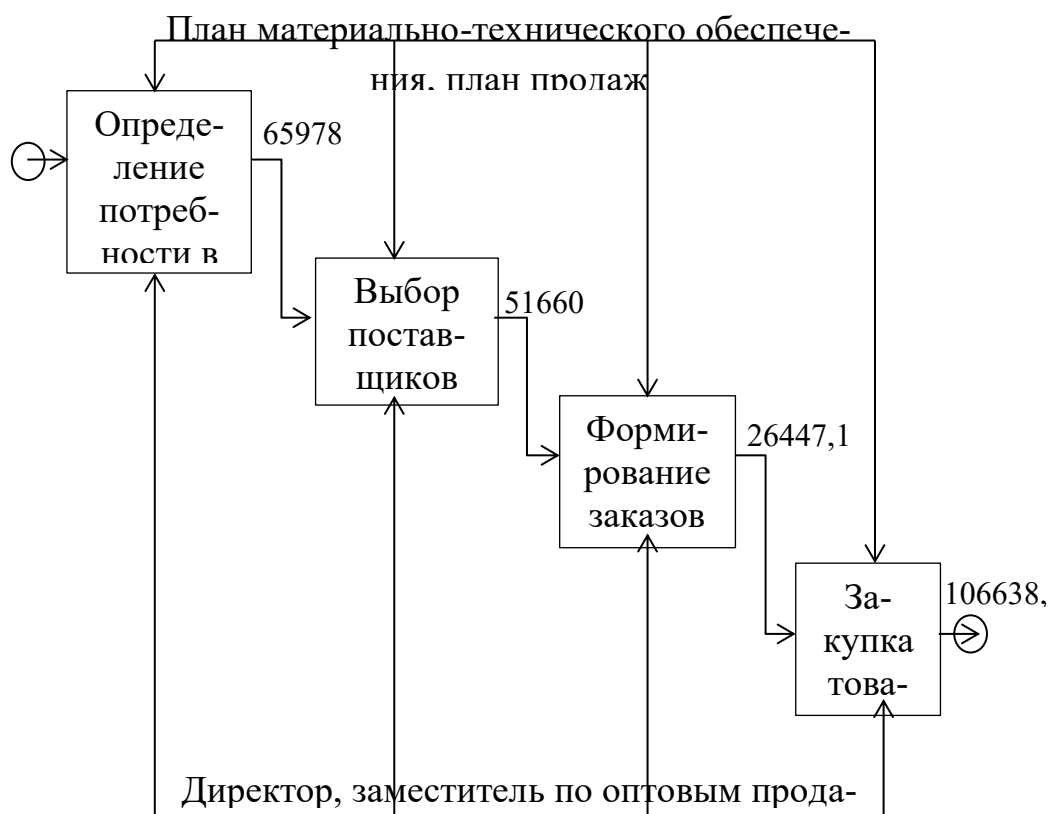 План материально-технического обеспече-
ния, план продаж
Опреде-
ление
потреб-
ности в
65978
Выбор
постав-
щиков
51660
Форми-
рование
заказов
26447,1
За-
купка
това-
106638,
Директор, заместитель по оптовым прода-